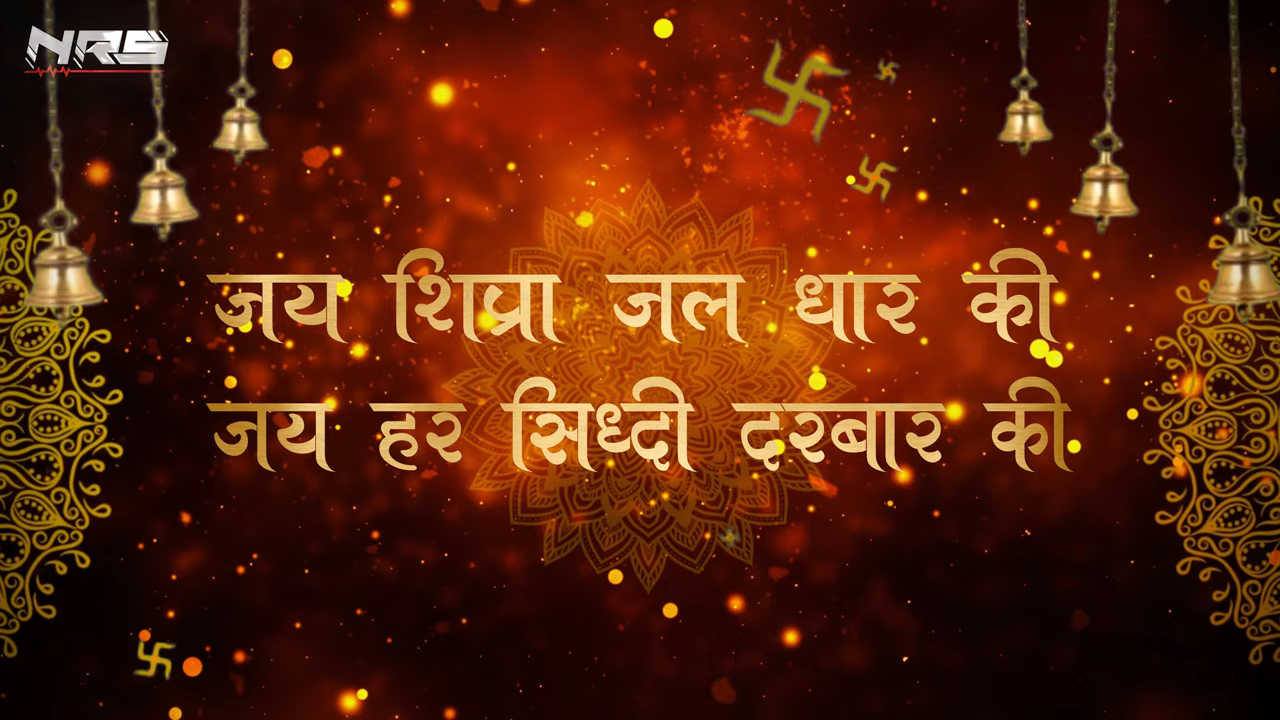 NRS
जय शिप्रा जल धार की
जय हर सिध्दी दरबार की